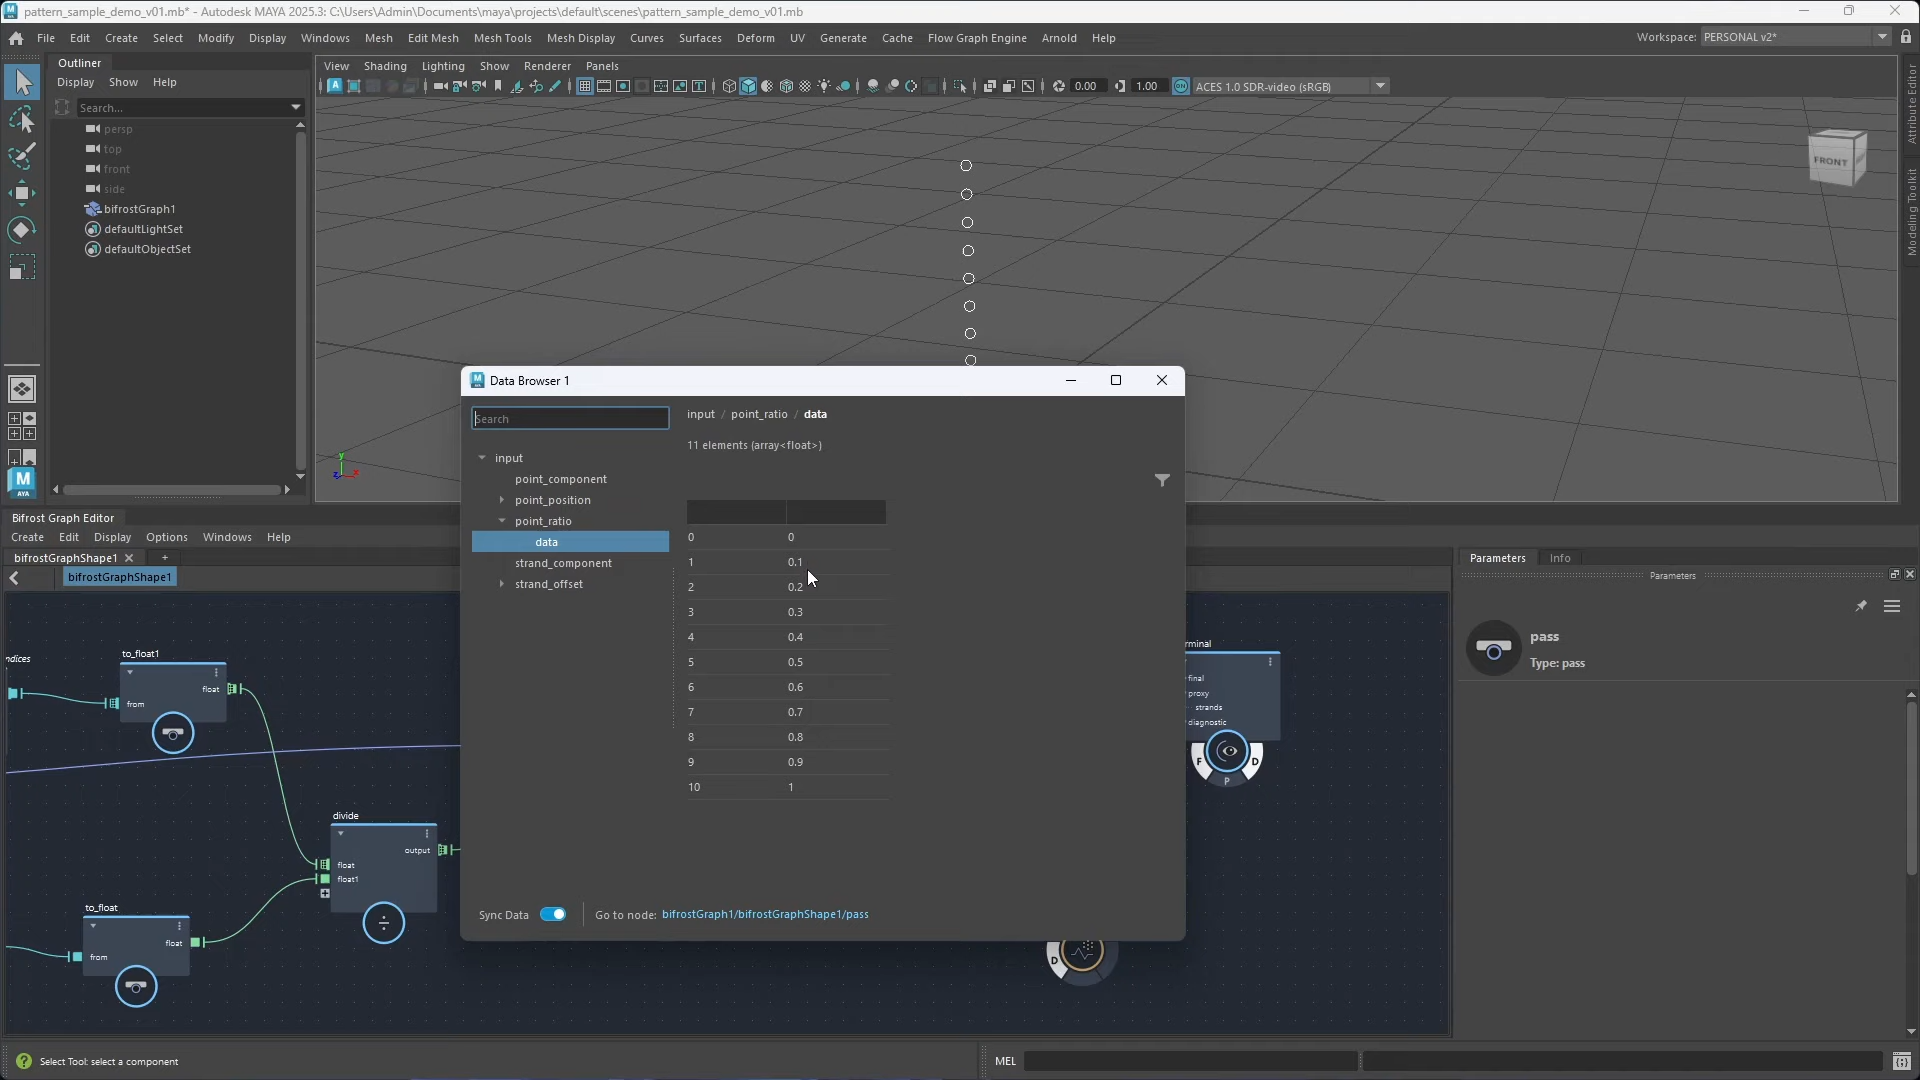 pattern_sample_demo_v01.mb* - Autodesk MAYA 2025.3: C:\Users\Admin\Documents\maya\projects\default\scenes\pattern_sample_demo_v01.mb
File Edit Create Select Modify Display Windows Mesh Edit Mesh Mesh Tools Mesh Display Curves Surfaces Deform UV Generate Cache Flow Graph Engine Arnold Help Workspace: PERSONAL v2*
Outliner
Display Show Help
Search...
persp
top
front
side
bifrostGraph1
defaultLightSet
defaultObjectSet
View Shading Lighting Show Renderer Panels
0.00 1.00 ON ACES 1.0 SDR-video (sRGB)
FRONT
Attribute Editor
Modeling Toolkit
y
x
z
M
AYA
Data Browser 1
Search
input / point_ratio / data
11 elements (array<float>)
input
point_component
point_position
point_ratio
data
strand_component
strand_offset
0 0
1 0.1
2 0.2
3 0.3
4 0.4
5 0.5
6 0.6
7 0.7
8 0.8
9 0.9
10 1
Sync Data Go to node: bifrostGraph1/bifrostGraphShape1/pass
Bifrost Graph Editor
Create Edit Display Options Windows Help
bifrostGraphShape1
bifrostGraphShape1
to_float1
float
from
divide
output
float
float1
to_float
float
from
final
proxy
strands
diagnostic
F
D
P
D
Parameters Info
Parameters
pass
Type: pass
Select Tool: select a component
MEL